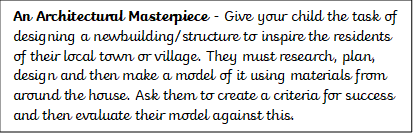 An Architectural Masterpiece - Give your child the task of
designing a newbuilding/structure to inspire the residents
of their local town or village. They must research, plan,
design and then make a model of it using materials from
around the house. Ask them to create a criteria for success
and then evaluate their model against this.